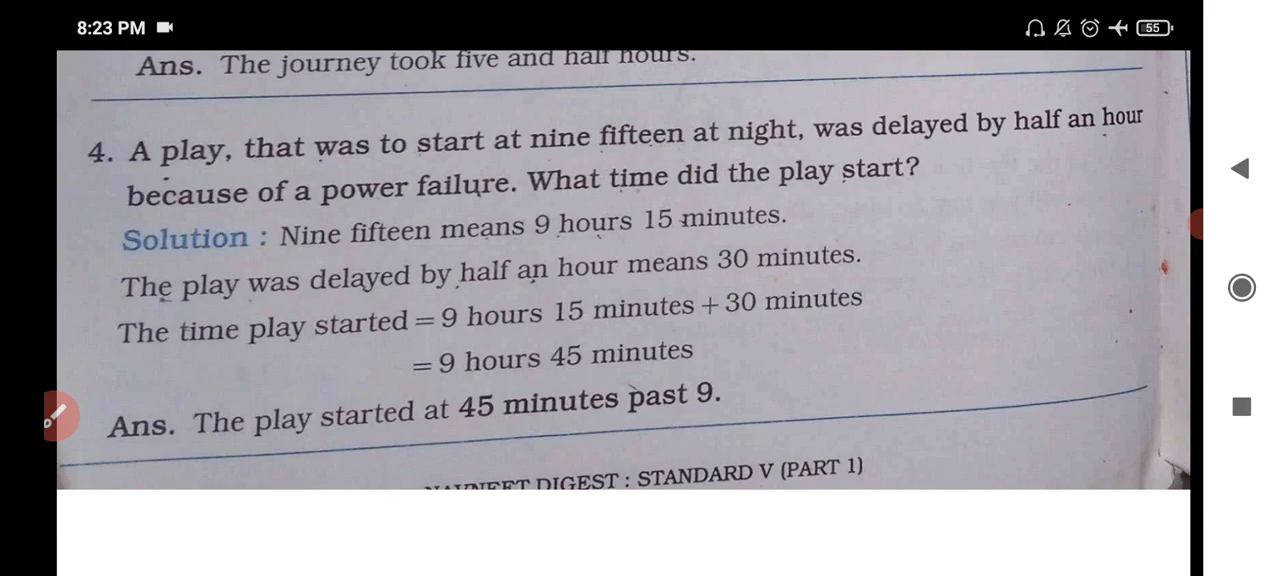 8:23 PM
55
Ans. The journey took five and half hours.
4. A play, that was to start at nine fifteen at night, was delayed by half an hour
because of a power failure. What time did the play start?
Solution : Nine fifteen means 9 hours 15 minutes.
The play was delayed by half an hour means 30 minutes.
The time play started = 9 hours 15 minutes + 30 minutes
= 9 hours 45 minutes
Ans. The play started at 45 minutes past 9.
NAVNEET DIGEST : STANDARD V (PART 1)